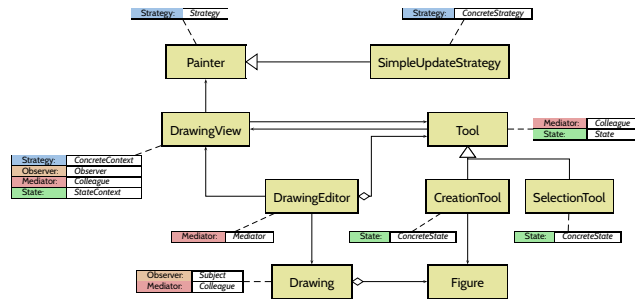 Strategy: Strategy
Strategy: ConcreteStrategy
Painter
SimpleUpdateStrategy
DrawingView
Tool
Mediator: Colleague
State: State
Strategy: ConcreteContext
Observer: Observer
Mediator: Colleague
State: StateContext
DrawingEditor
CreationTool
SelectionTool
Mediator: Mediator
State: ConcreteState
State: ConcreteState
Observer: Subject
Mediator: Colleague
Drawing
Figure